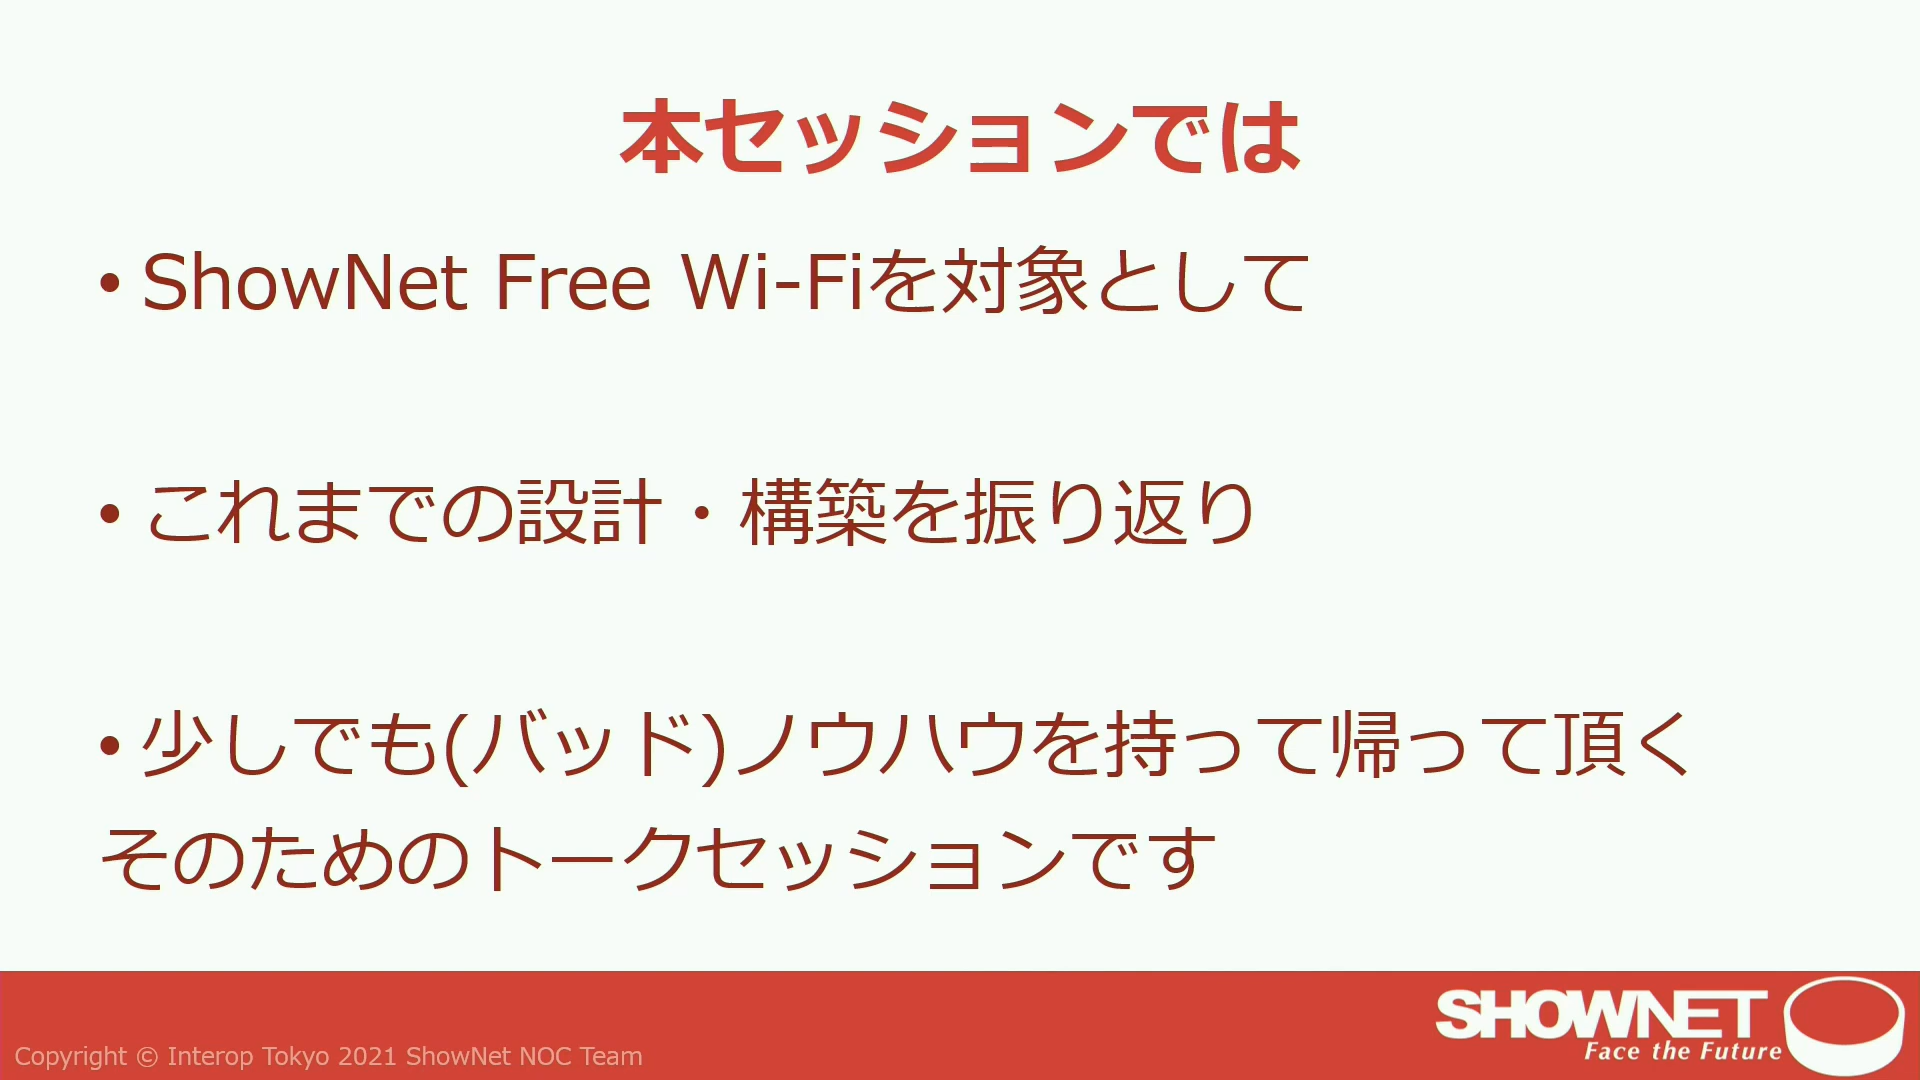 本セッションでは
• ShowNet Free Wi-Fiを対象として
• これまでの設計・構築を振り返り
• 少しでも(バッド)ノウハウを持って帰って頂く
そのためのトークセッションです
Copyright © Interop Tokyo 2021 ShowNet NOC Team
SHOWNET
Face the Future